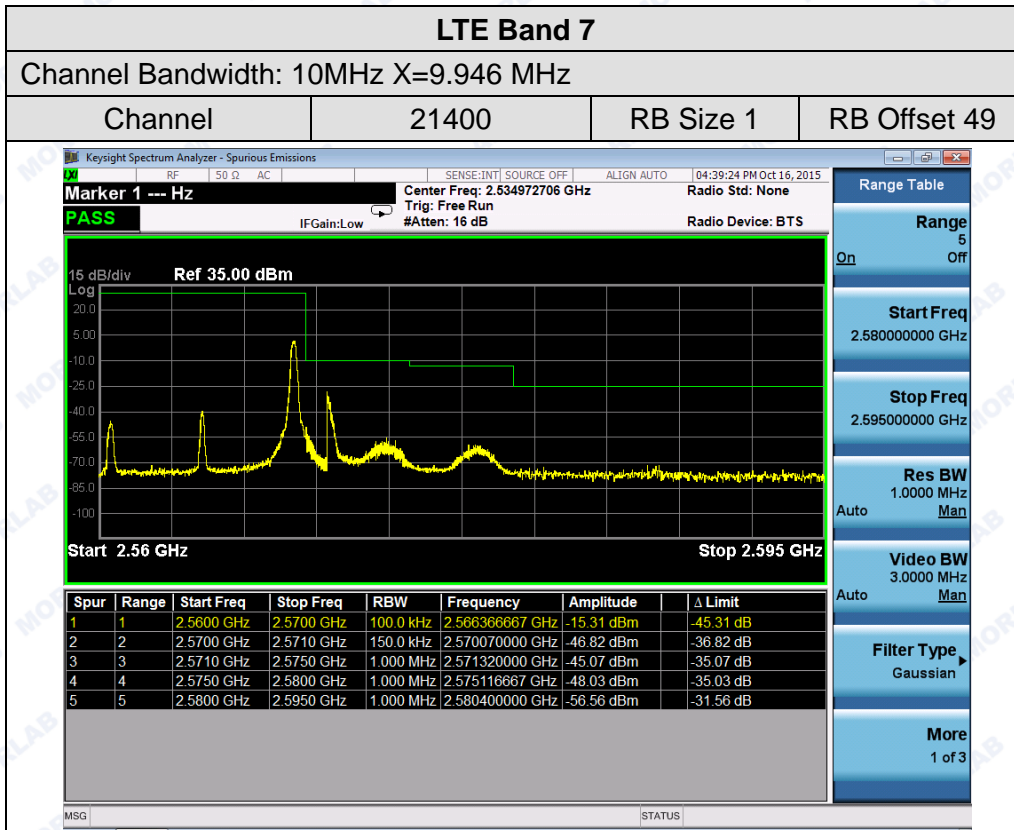 LTE Band 7
Channel Bandwidth: 10MHz X=9.946 MHz
Channel 21400 RB Size 1 RB Offset 49
Keysight Spectrum Analyzer - Spurious Emissions
LXI RF 50 Ω AC SENSE:INT SOURCE OFF ALIGN AUTO 04:39:24 PM Oct 16, 2015
Marker 1 --- Hz Center Freq: 2.534972706 GHz Radio Std: None
Trig: Free Run
PASS IFGain:Low #Atten: 16 dB Radio Device: BTS
15 dB/div Ref 35.00 dBm
Log
20.0
5.00
-10.0
-25.0
-40.0
-55.0
-70.0
-85.0
-100
Start 2.56 GHz Stop 2.595 GHz
Spur Range Start Freq Stop Freq RBW Frequency Amplitude Δ Limit
1 1 2.5600 GHz 2.5700 GHz 100.0 kHz 2.566366667 GHz -15.31 dBm -45.31 dB
2 2 2.5700 GHz 2.5710 GHz 150.0 kHz 2.570070000 GHz -46.82 dBm -36.82 dB
3 3 2.5710 GHz 2.5750 GHz 1.000 MHz 2.571320000 GHz -45.07 dBm -35.07 dB
4 4 2.5750 GHz 2.5800 GHz 1.000 MHz 2.575116667 GHz -48.03 dBm -35.03 dB
5 5 2.5800 GHz 2.5950 GHz 1.000 MHz 2.580400000 GHz -56.56 dBm -31.56 dB
MSG STATUS
Range Table
Range
5
On Off
Start Freq
2.580000000 GHz
Stop Freq
2.595000000 GHz
Res BW
1.0000 MHz
Auto Man
Video BW
3.0000 MHz
Auto Man
Filter Type
Gaussian
More
1 of 3